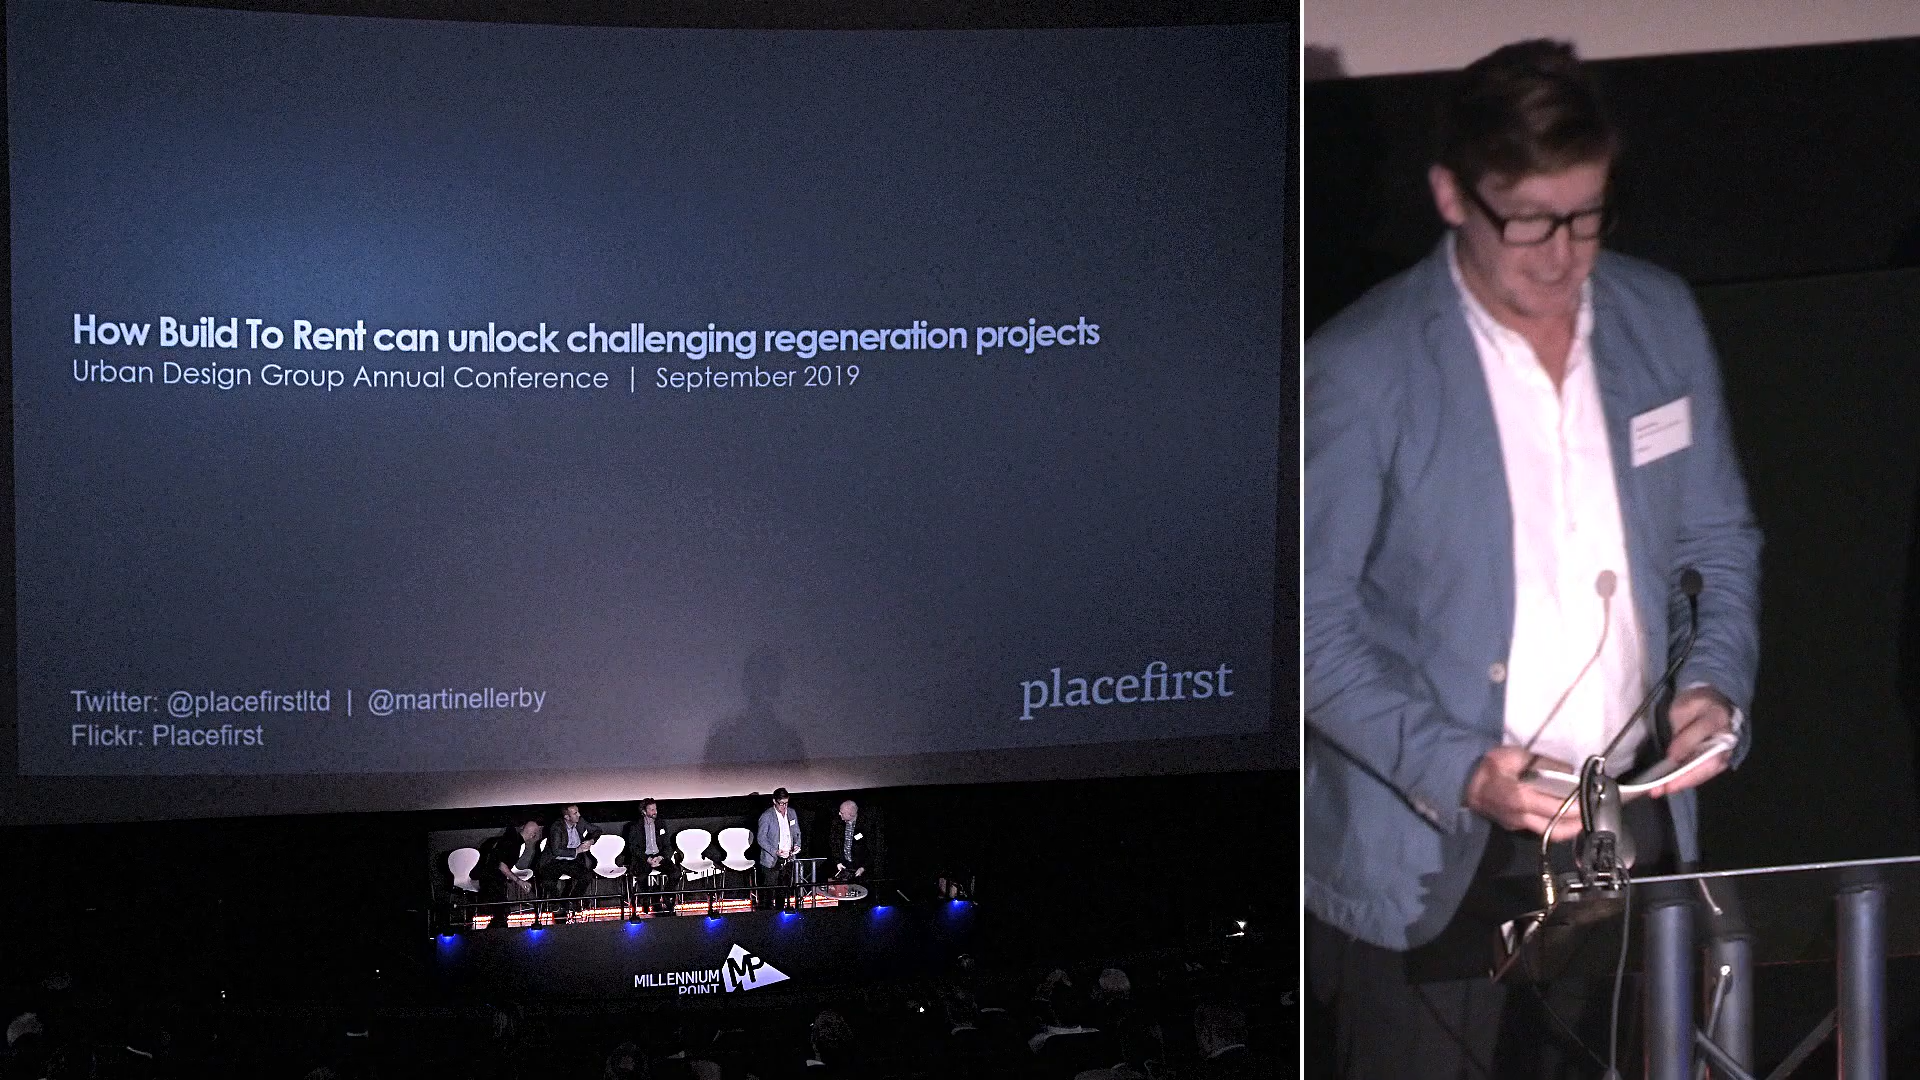 How Build To Rent can unlock challenging regeneration projects
Urban Design Group Annual Conference | September 2019
Twitter: @placefirstltd | @martinellerby
Flickr: Placefirst
placefirst
MILLENNIUM
POINT
MP